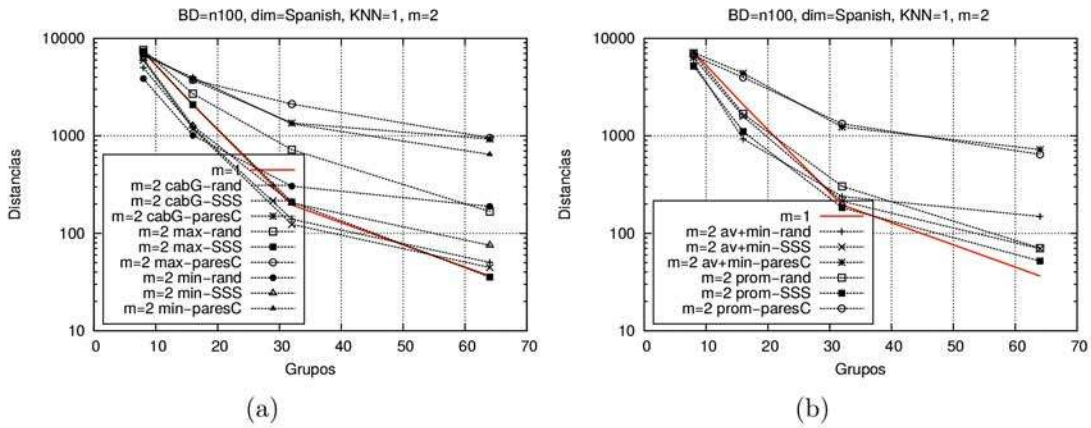 BD=n100, dim=Spanish, KNN=1, m=2
10000
1000
100
10
Distancias
m=1
m=2 cabG-rand
m=2 cabG-SSS
m=2 cabG-paresC
m=2 max-rand
m=2 max-SSS
m=2 max-paresC
m=2 min-rand
m=2 min-SSS
m=2 min-paresC
0 10 20 30 40 50 60 70
Grupos
(a)
BD=n100, dim=Spanish, KNN=1, m=2
10000
1000
100
10
Distancias
m=1
m=2 av+min-rand
m=2 av+min-SSS
m=2 av+min-paresC
m=2 prom-rand
m=2 prom-SSS
m=2 prom-paresC
0 10 20 30 40 50 60 70
Grupos
(b)